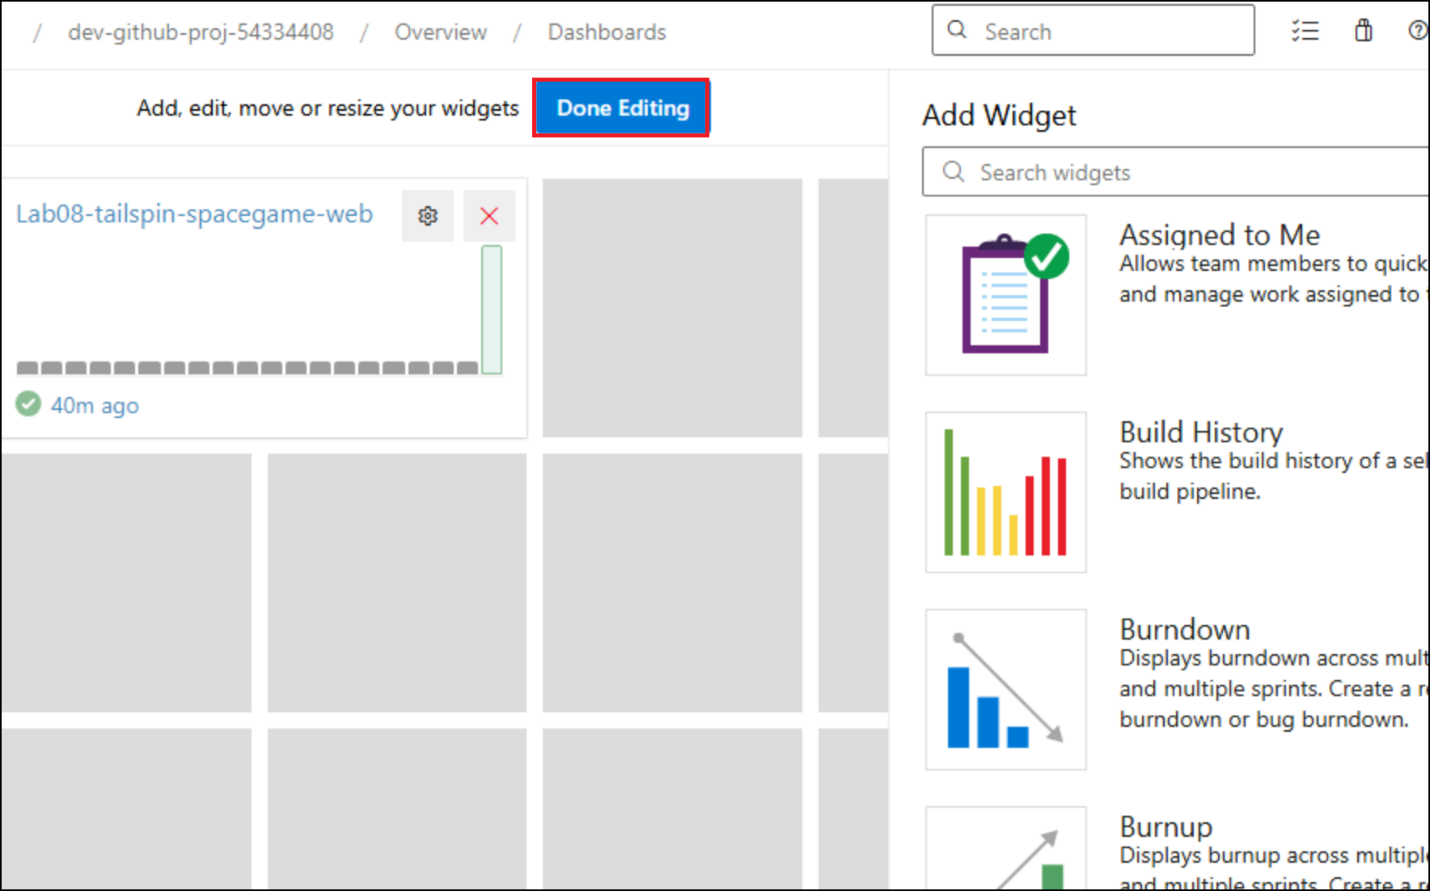 / dev-github-proj-54334408 / Overview / Dashboards
Search
Add, edit, move or resize your widgets
Done Editing
Lab08-tailspin-spacegame-web
40m ago
Add Widget
Search widgets
Assigned to Me
Allows team members to quick
and manage work assigned to
Build History
Shows the build history of a sel
build pipeline.
Burndown
Displays burndown across mult
and multiple sprints. Create a r
burndown or bug burndown.
Burnup
Displays burnup across multiple
and multiple sprints. Create a r